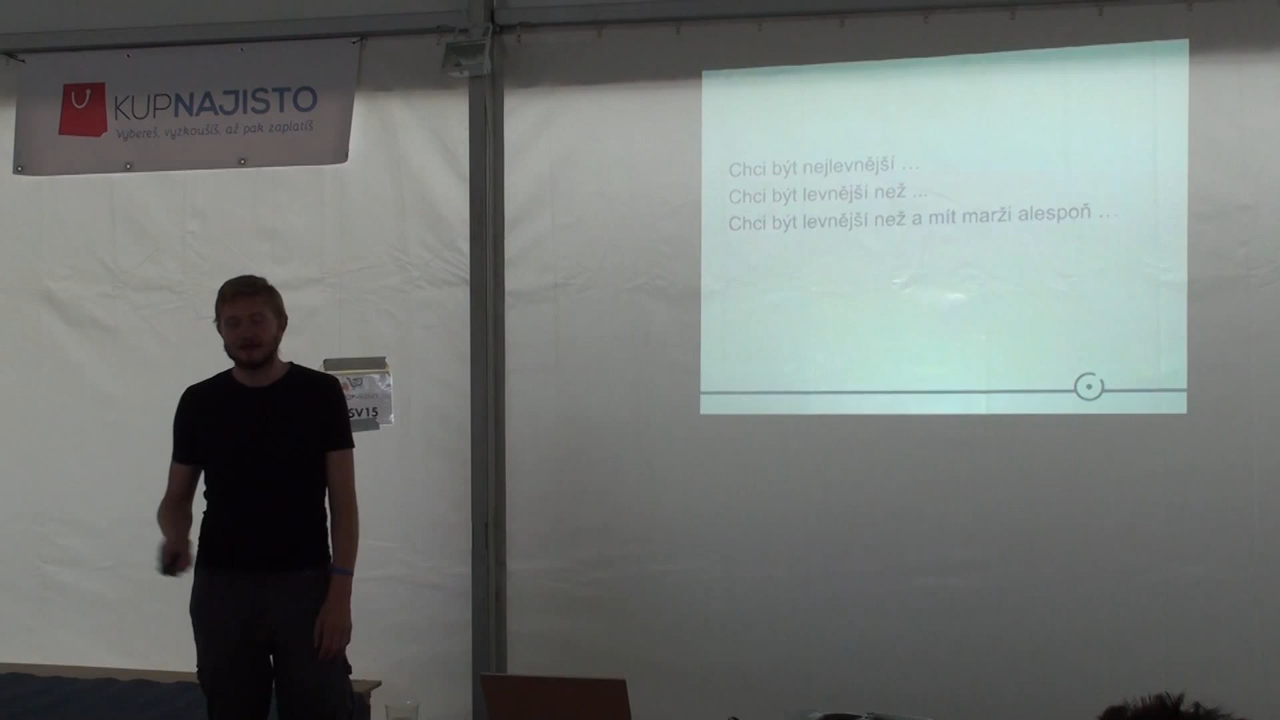 KUPNAJISTO
Vybereš, vyzkoušíš, až pak zaplatíš
Chci být nejlevnější …
Chci být levnější než ...
Chci být levnější než a mít marži alespoň …
SV15